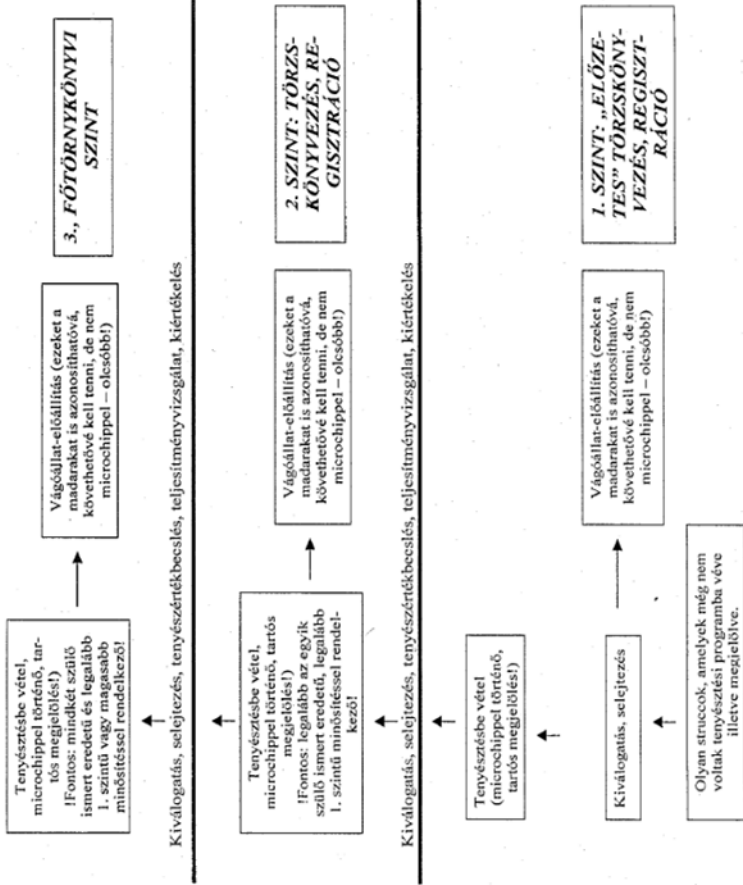 Tenyésztésbe vétel,
microchippel történő, tar-
tós megjelölés!)
!Fontos: mindkét szülő
ismert eredetű és legalább
1. szintű vagy magasabb
minősítéssel rendelkező!
Vágóállat-előállítás (ezeket a
madarakat is azonosíthatóvá,
követhetővé kell tenni, de nem
microchippel – olcsóbb!)
3., FŐTÖRNYKÖNYVI
SZINT
Kiválogatás, selejtezés, tenyészértékbecslés, teljesítményvizsgálat, kiértékelés
Tenyésztésbe vétel,
microchippel történő, tartós
megjelölés!)
!Fontos: legalább az egyik
szülő ismert eredetű, legalább
1. szintű minősítéssel rendel-
kező!
Vágóállat-előállítás (ezeket a
madarakat is azonosíthatóvá,
követhetővé kell tenni, de nem
microchippel – olcsóbb!)
2. SZINT: TÖRZS-
KÖNYVEZÉS, RE-
GISZTRÁCIÓ
Kiválogatás, selejtezés, tenyészértékbecslés, teljesítményvizsgálat, kiértékelés
Tenyésztésbe vétel
(microchippel történő,
tartós megjelölés!)
Kiválogatás, selejtezés
Vágóállat-előállítás (ezeket a
madarakat is azonosíthatóvá,
követhetővé kell tenni, de nem
microchippel – olcsóbb!)
1. SZINT: „ELŐZE-
TES” TÖRZSKÖNY-
VEZÉS, REGISZT-
RÁCIÓ
Olyan struccok, amelyek még nem
voltak tenyésztési programba véve
illetve megjelölve.